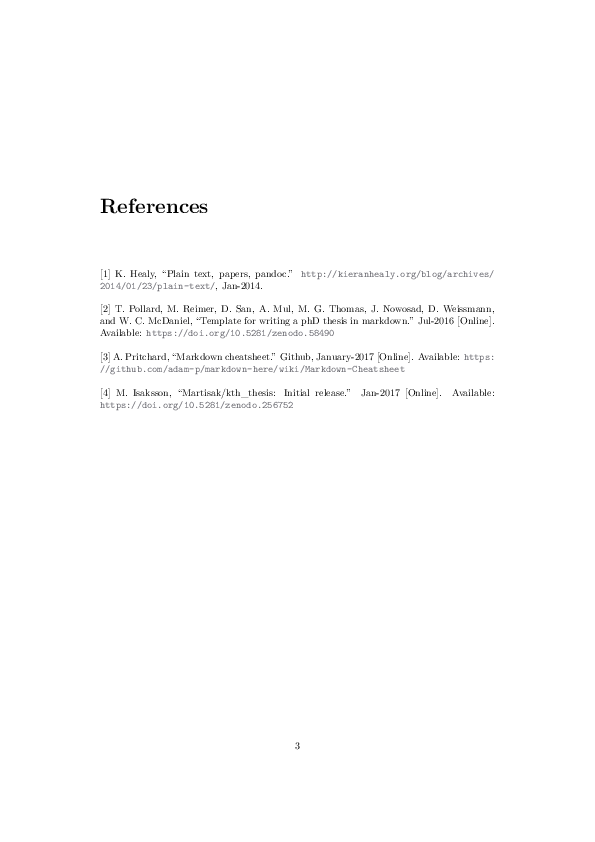 References
[1] K. Healy, “Plain text, papers, pandoc.” http://kieranhealy.org/blog/archives/
2014/01/23/plain-text/, Jan-2014.
[2] T. Pollard, M. Reimer, D. San, A. Mul, M. G. Thomas, J. Nowosad, D. Weissmann,
and W. C. McDaniel, “Template for writing a phD thesis in markdown.” Jul-2016 [Online].
Available: https://doi.org/10.5281/zenodo.58490
[3] A. Pritchard, “Markdown cheatsheet.” Github, January-2017 [Online]. Available: https:
//github.com/adam-p/markdown-here/wiki/Markdown-Cheatsheet
[4] M. Isaksson, “Martisak/kth_thesis: Initial release.” Jan-2017 [Online]. Available:
https://doi.org/10.5281/zenodo.256752
3